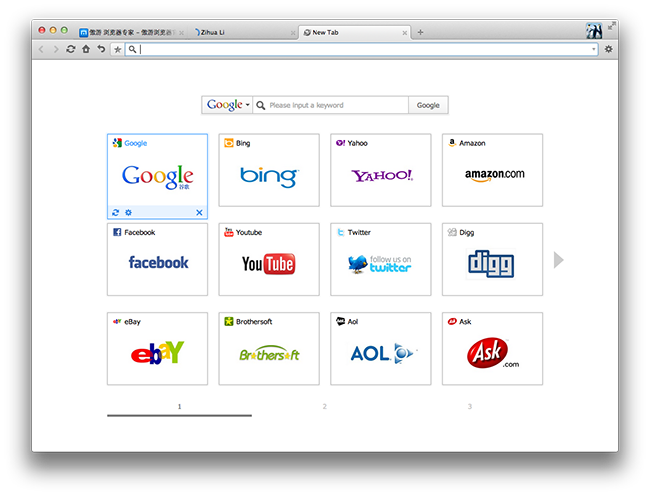 傲游 浏览器专家 - 傲游浏览器
Zihua Li
New Tab
Google
Please input a keyword
Google
Google
Bing
Yahoo
Amazon
Google
谷歌
bing
YAHOO!
amazon.com
Facebook
Youtube
Twitter
Digg
facebook
YouTube
follow us on
twitter
digg
eBay
Brothersoft
Aol
Ask
ebay
Brothersoft
AOL
Ask.com
1
2
3